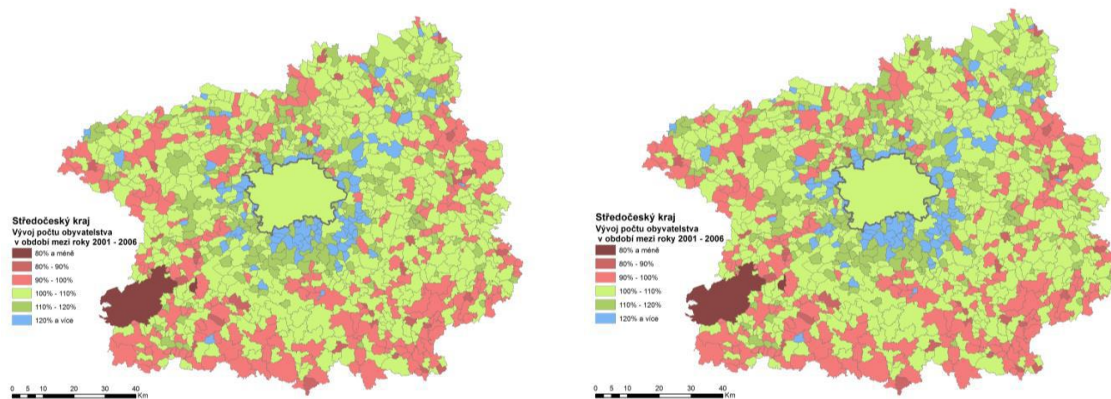 Středočeský kraj
Vývoj počtu obyvatelstva
v období mezi roky 2001 - 2006
80% a méně
80% - 90%
90% - 100%
100% - 110%
110% - 120%
120% a více
0 5 10 20 30 40
Km
Středočeský kraj
Vývoj počtu obyvatelstva
v období mezi roky 2001 - 2006
80% a méně
80% - 90%
90% - 100%
100% - 110%
110% - 120%
120% a více
0 5 10 20 30 40
Km